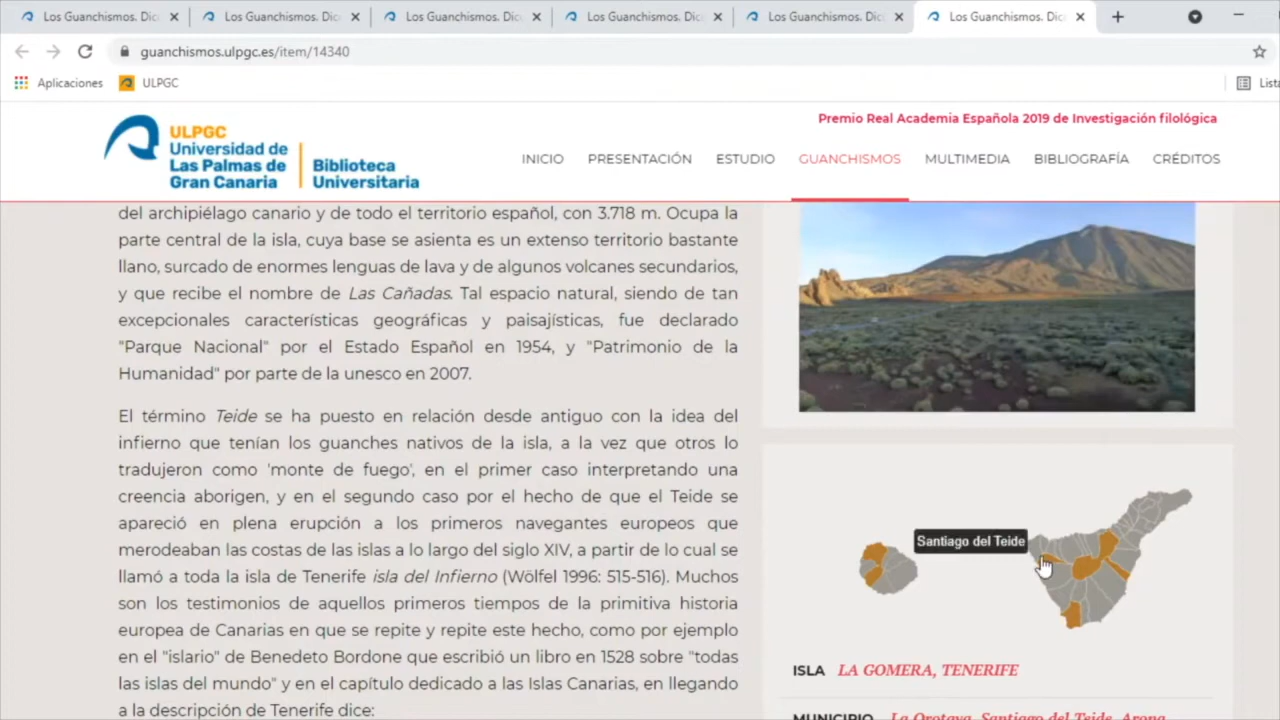 Los Guanchismos. Dic
Los Guanchismos. Dic
Los Guanchismos. Dic
Los Guanchismos. Dic
Los Guanchismos. Dic
Los Guanchismos. Dic
guanchismos.ulpgc.es/item/14340
Aplicaciones
ULPGC
Lista
ULPGC
Universidad de
Las Palmas de
Gran Canaria
Biblioteca
Universitaria
Premio Real Academia Española 2019 de Investigación filológica
INICIO PRESENTACIÓN ESTUDIO GUANCHISMOS MULTIMEDIA BIBLIOGRAFÍA CRÉDITOS
del archipiélago canario y de todo el territorio español, con 3.718 m. Ocupa la
parte central de la isla, cuya base se asienta es un extenso territorio bastante
llano, surcado de enormes lenguas de lava y de algunos volcanes secundarios,
y que recibe el nombre de Las Cañadas. Tal espacio natural, siendo de tan
excepcionales características geográficas y paisajísticas, fue declarado
"Parque Nacional" por el Estado Español en 1954, y "Patrimonio de la
Humanidad" por parte de la unesco en 2007.
El término Teide se ha puesto en relación desde antiguo con la idea del
infierno que tenían los guanches nativos de la isla, a la vez que otros lo
tradujeron como 'monte de fuego', en el primer caso interpretando una
creencia aborigen, y en el segundo caso por el hecho de que el Teide se
apareció en plena erupción a los primeros navegantes europeos que
merodeaban las costas de las islas a lo largo del siglo XIV, a partir de lo cual se
llamó a toda la isla de Tenerife isla del Infierno (Wölfel 1996: 515-516). Muchos
son los testimonios de aquellos primeros tiempos de la primitiva historia
europea de Canarias en que se repite y repite este hecho, como por ejemplo
en el "islario" de Benedeto Bordone que escribió un libro en 1528 sobre "todas
las islas del mundo" y en el capítulo dedicado a las Islas Canarias, en llegando
a la descripción de Tenerife dice:
Santiago del Teide
ISLA LA GOMERA, TENERIFE
MUNICIPIO La Orotava, Santiago del Teide, Arona